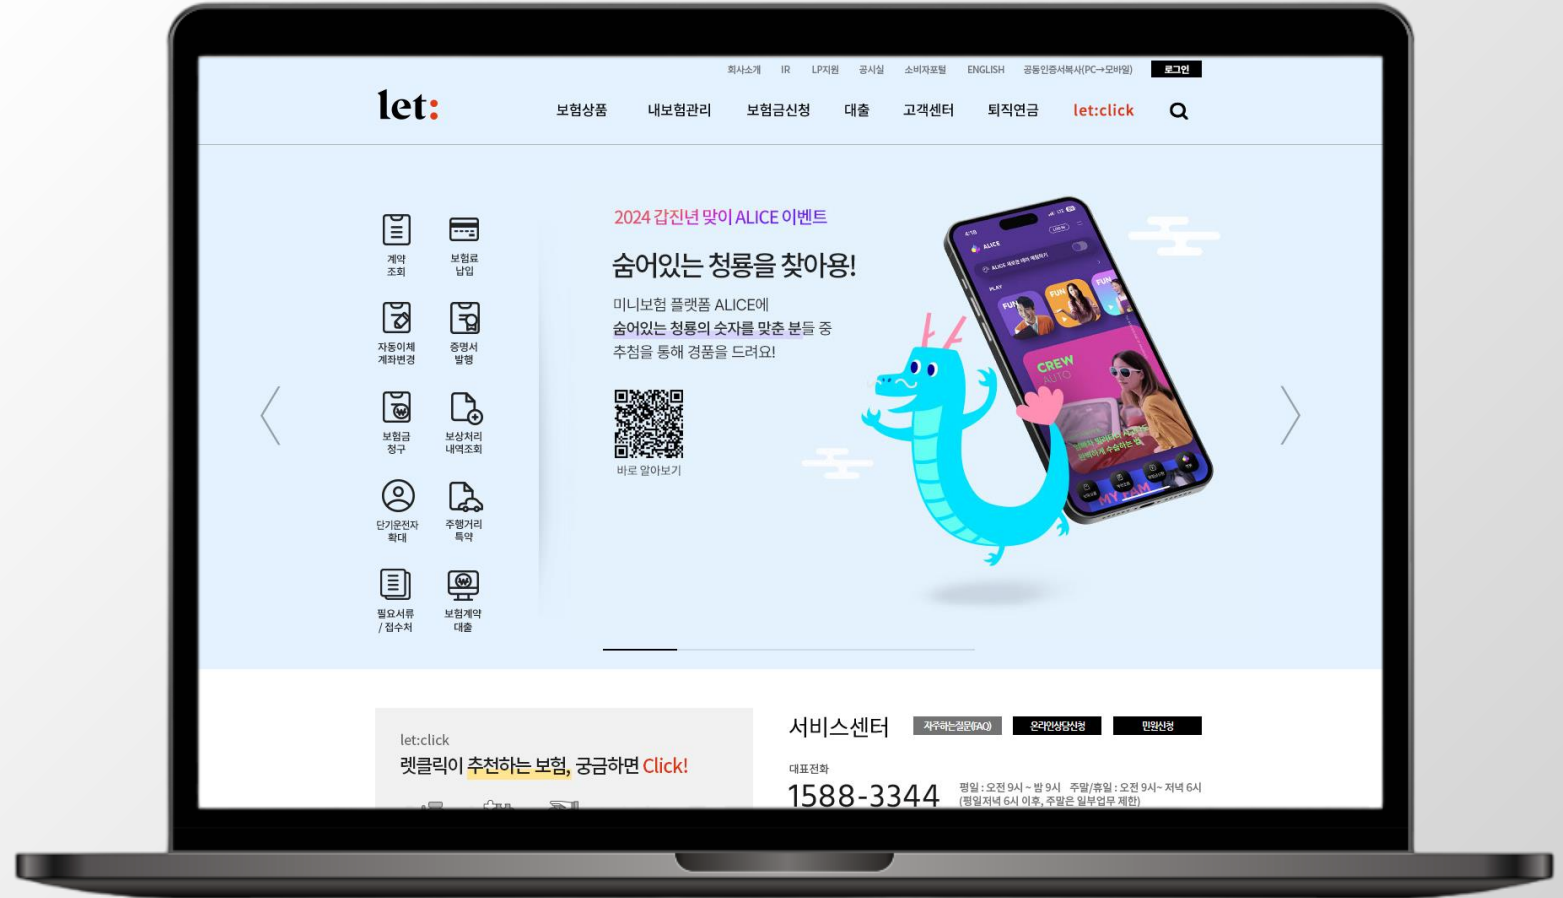 회사소개 IR LP지원 공시실 소비자포털 ENGLISH 공동인증서복사(PC→모바일) 로그인
let: 보험상품 내보험관리 보험금신청 대출 고객센터 퇴직연금 let:click
계약
조회
보험료
납입
자동이체
계좌변경
증명서
발행
보험금
청구
보상처리
내역조회
단기운전자
확대
주행거리
특약
필요서류
/ 접수처
보험계약
대출
2024 갑진년 맞이 ALICE 이벤트
숨어있는 청룡을 찾아용!
미니보험 플랫폼 ALICE에
숨어있는 청룡의 숫자를 맞춘 분들 중
추첨을 통해 경품을 드려요!
바로 알아보기
4:18 LTE
ALICE
PLAY
FUN FUN FUN
CREW
AUTO
MY FAM
let:click
렛클릭이 추천하는 보험, 궁금하면 Click!
서비스센터 자주하는질문(FAQ) 온라인상담신청 민원신청
대표전화
1588-3344 평일 : 오전 9시 ~ 밤 9시 주말/휴일 : 오전 9시~ 저녁 6시
(평일저녁 6시 이후, 주말은 일부업무 제한)